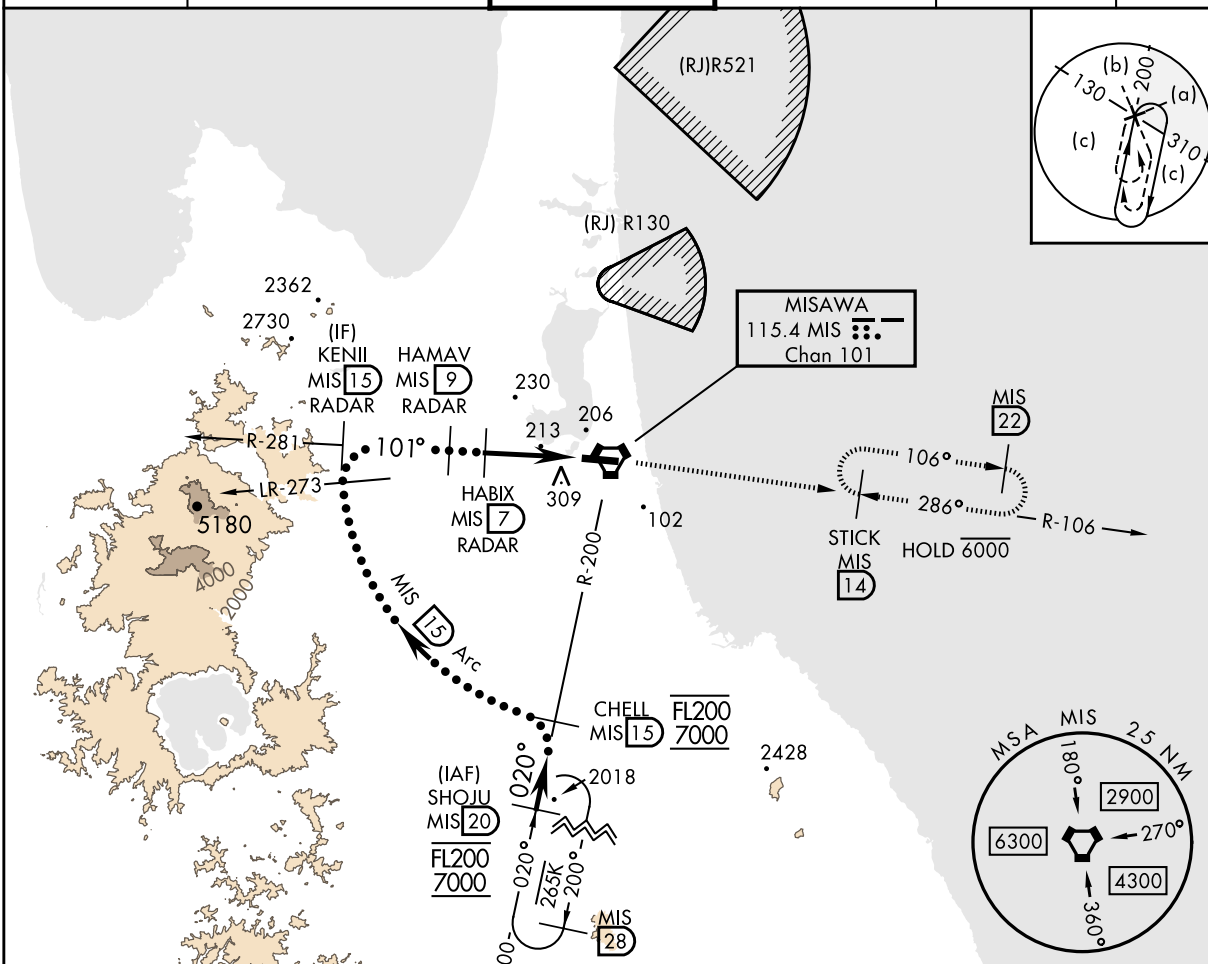 (RJ)R521
(b)
200
130
(a)
(c)
310
(c)
(RJ) R130
2362
2730
MISAWA
115.4 MIS
Chan 101
(IF)
KENII
MIS 15
RADAR
HAMAV
MIS 9
RADAR
230
206
213
MIS
22
R-281
101°
106°
LR-273
309
HABIX
MIS 7
RADAR
286°
R-106
5180
102
STICK
MIS
14
HOLD 6000
4000
2000
R-200
MIS 15 Arc
CHELL
MIS 15
FL200
7000
020°
2428
(IAF)
SHOJU
MIS 20
FL200
7000
2018
020°
265K
200°
MIS
28
MSA MIS 25 NM
180°
2900
270°
6300
4300
360°